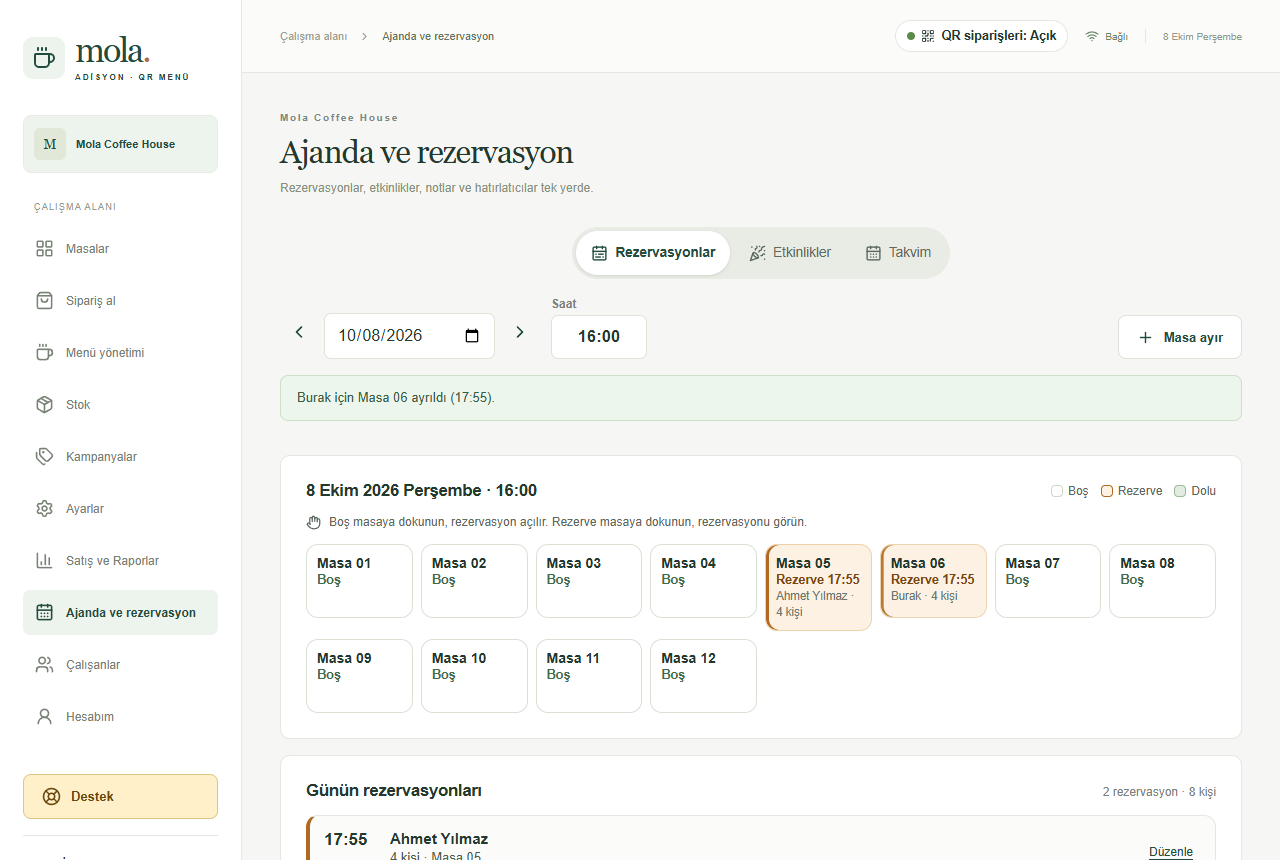 mola.
ADİSYON · QR MENÜ
M
Mola Coffee House
ÇALIŞMA ALANI
Masalar
Sipariş al
Menü yönetimi
Stok
Kampanyalar
Ayarlar
Satış ve Raporlar
Ajanda ve rezervasyon
Çalışanlar
Hesabım
Destek
Çalışma alanı
Ajanda ve rezervasyon
QR siparişleri: Açık
Bağlı
8 Ekim Perşembe
Mola Coffee House
Ajanda ve rezervasyon
Rezervasyonlar, etkinlikler, notlar ve hatırlatıcılar tek yerde.
Rezervasyonlar
Etkinlikler
Takvim
Saat
10/08/2026
16:00
Masa ayır
Burak için Masa 06 ayrıldı (17:55).
8 Ekim 2026 Perşembe · 16:00
Boş
Rezerve
Dolu
Boş masaya dokunun, rezervasyon açılır. Rezerve masaya dokunun, rezervasyonu görün.
Masa 01
Boş
Masa 02
Boş
Masa 03
Boş
Masa 04
Boş
Masa 05
Rezerve 17:55
Ahmet Yılmaz ·
4 kişi
Masa 06
Rezerve 17:55
Burak · 4 kişi
Masa 07
Boş
Masa 08
Boş
Masa 09
Boş
Masa 10
Boş
Masa 11
Boş
Masa 12
Boş
Günün rezervasyonları
2 rezervasyon · 8 kişi
17:55
Ahmet Yılmaz
4 kişi · Masa 05
Düzenle